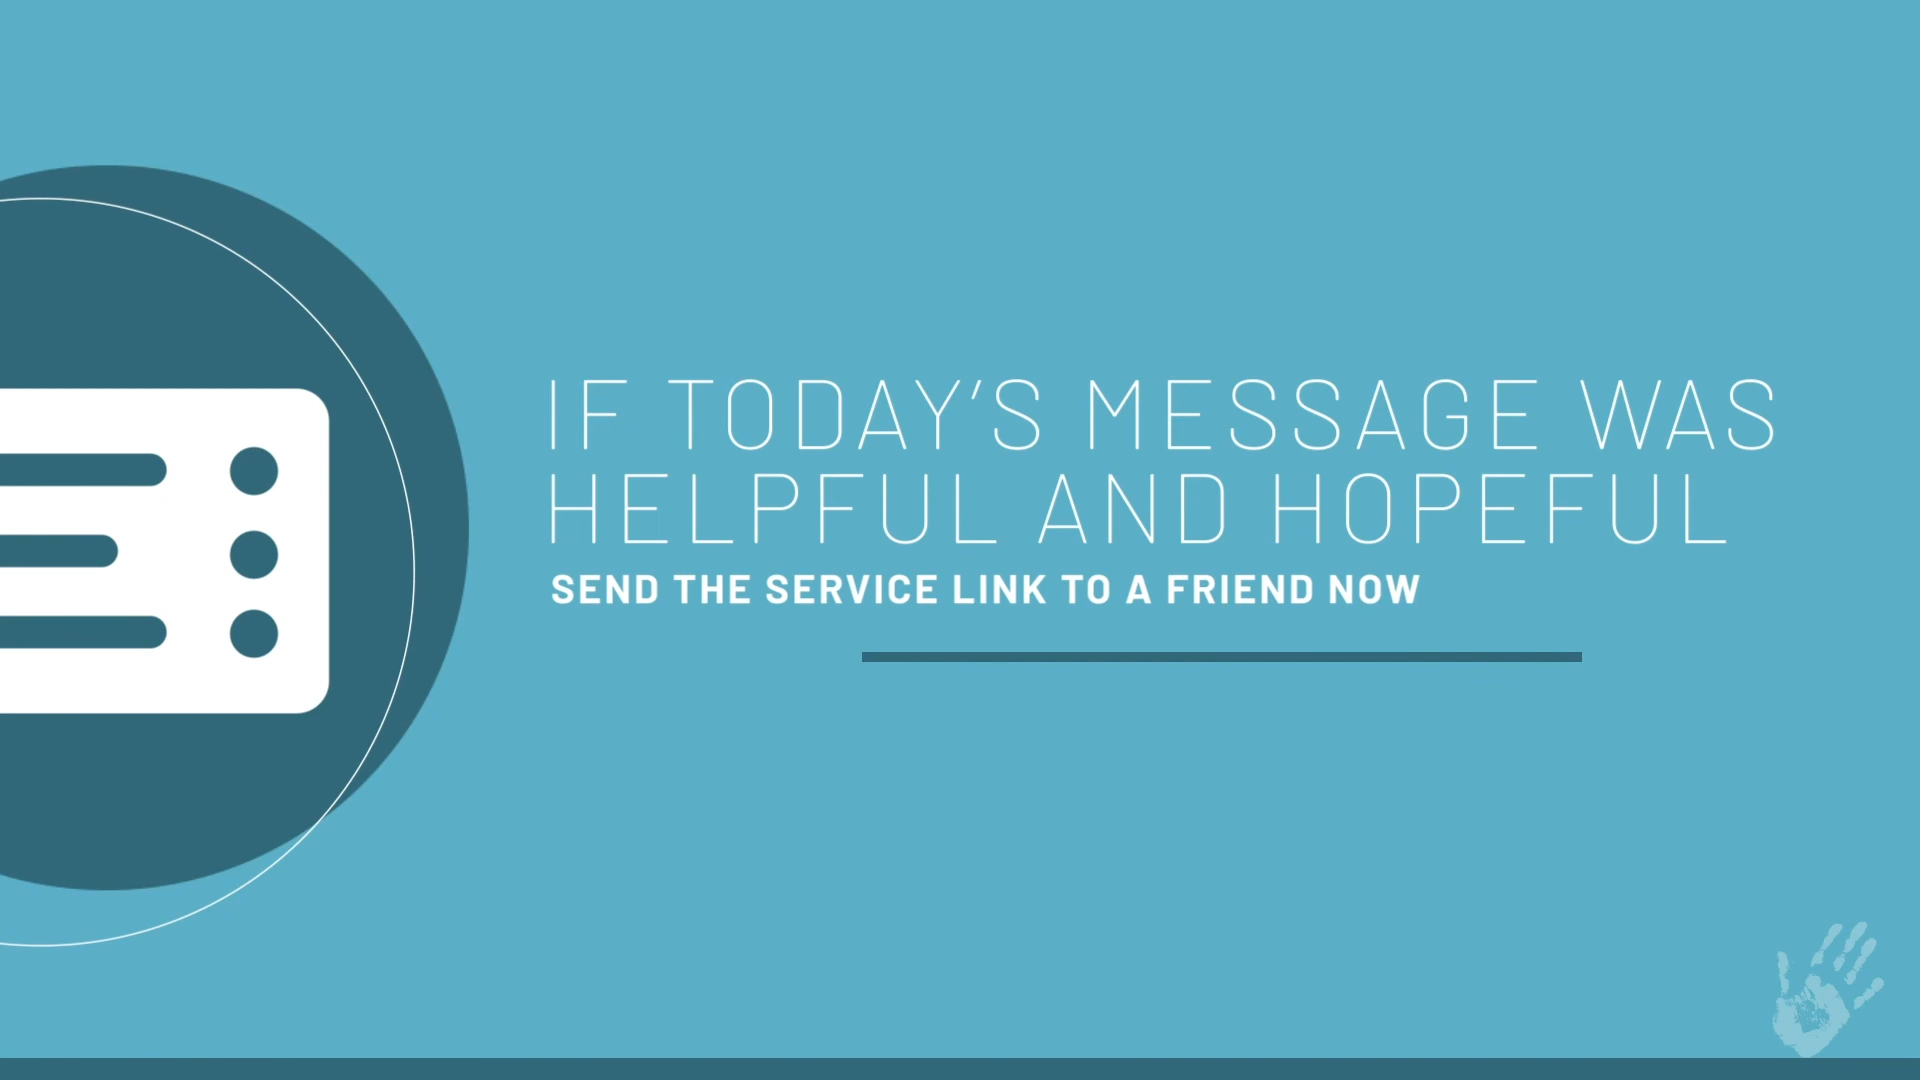 IF TODAY'S MESSAGE WAS
HELPFUL AND HOPEFUL
SEND THE SERVICE LINK TO A FRIEND NOW